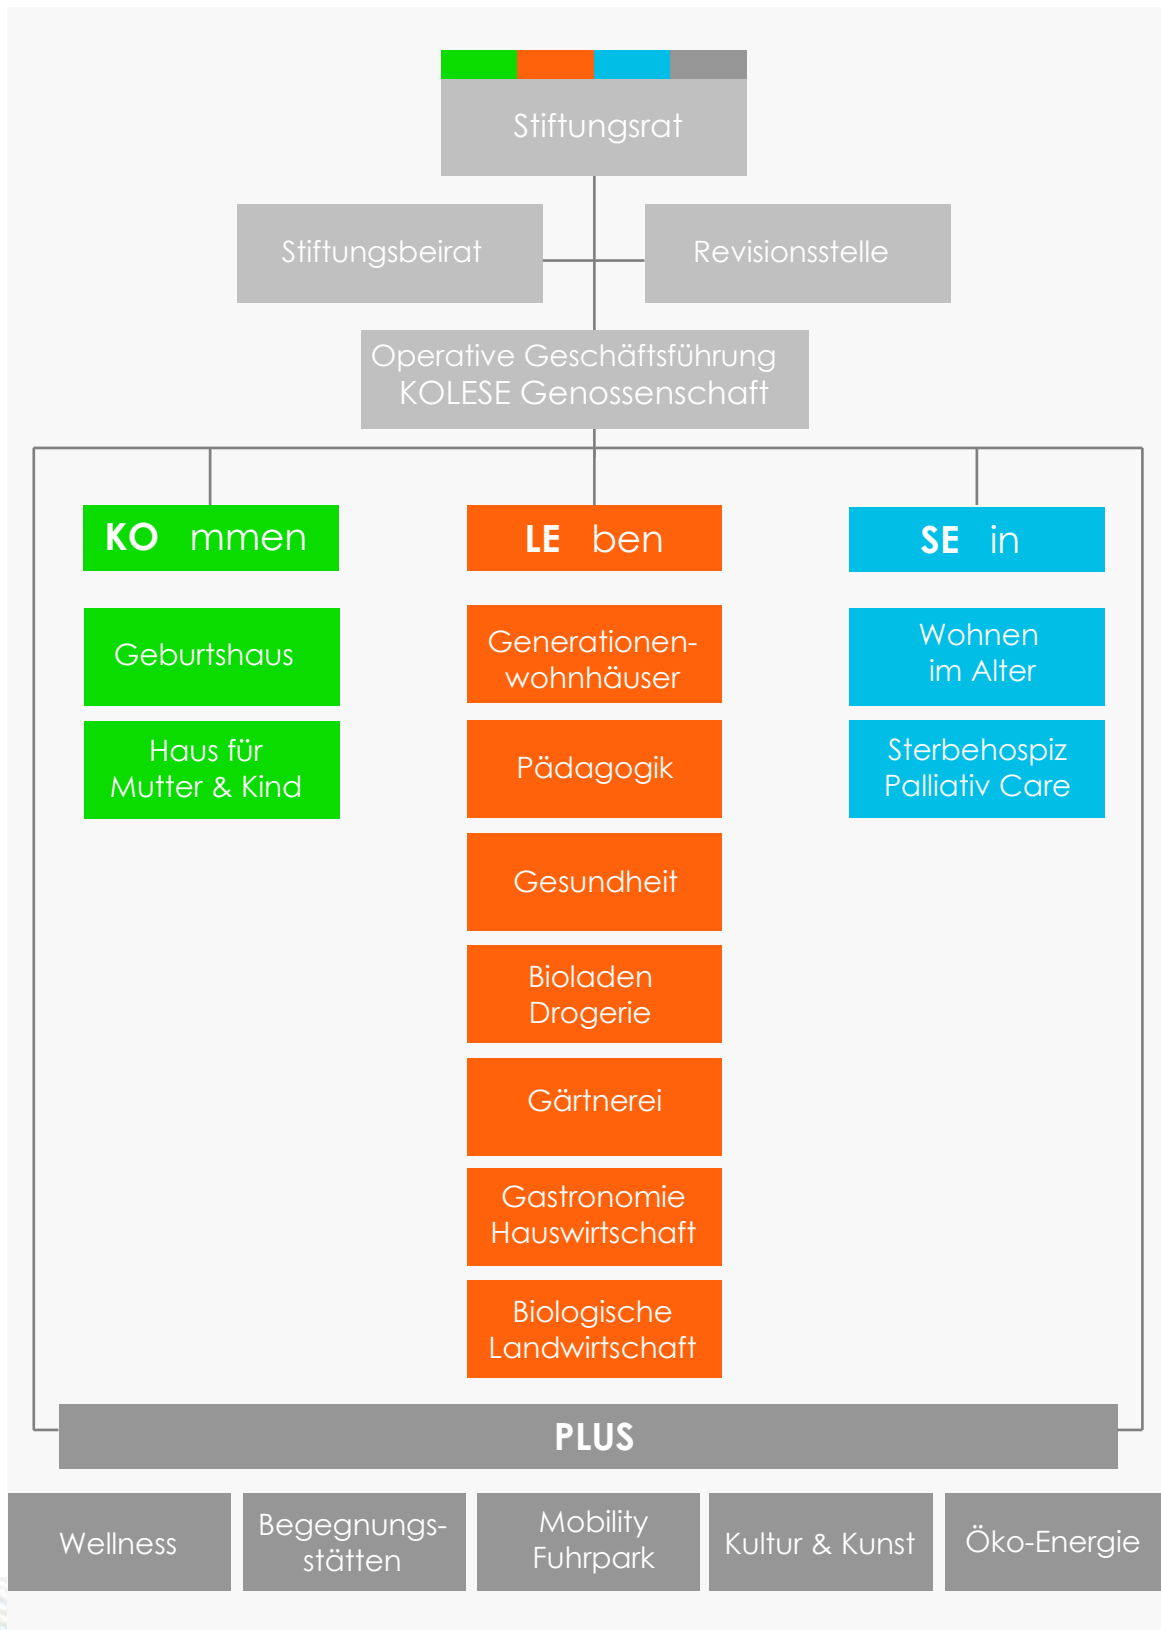 Stiftungsrat
Stiftungsbeirat
Revisionsstelle
Operative Geschäftsführung
KOLESE Genossenschaft
KO mmen
LE ben
SE in
Geburtshaus
Haus für
Mutter & Kind
Generationen-
wohnhäuser
Pädagogik
Gesundheit
Bioladen
Drogerie
Gärtnerei
Gastronomie
Hauswirtschaft
Biologische
Landwirtschaft
Wohnen
im Alter
Sterbehospiz
Palliativ Care
PLUS
Wellness
Begegnungs-
stätten
Mobility
Fuhrpark
Kultur & Kunst
Öko-Energie